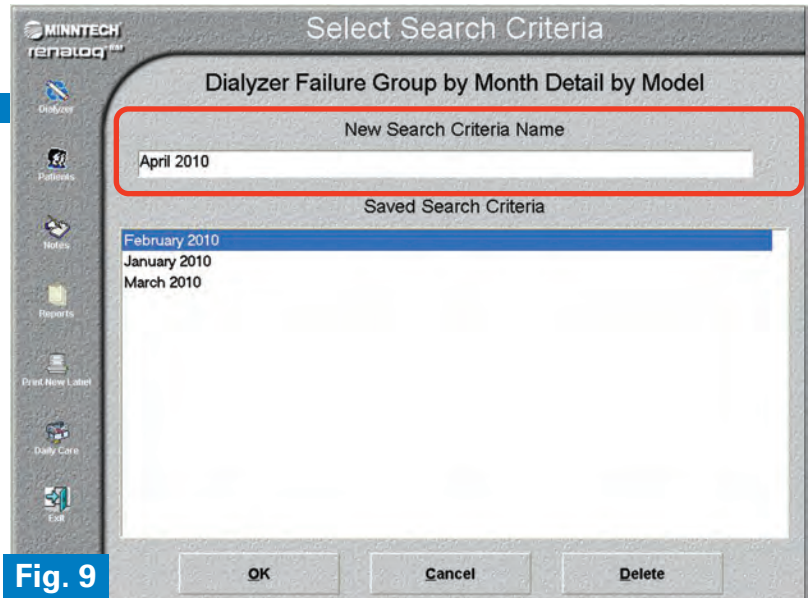 MINNTECH
renalog RM
Select Search Criteria
Dialyzer
Patients
Notes
Reports
Print New Label
Daily Care
Exit
Dialyzer Failure Group by Month Detail by Model
New Search Criteria Name
April 2010
Saved Search Criteria
February 2010
January 2010
March 2010
OK
Cancel
Delete
Fig. 9